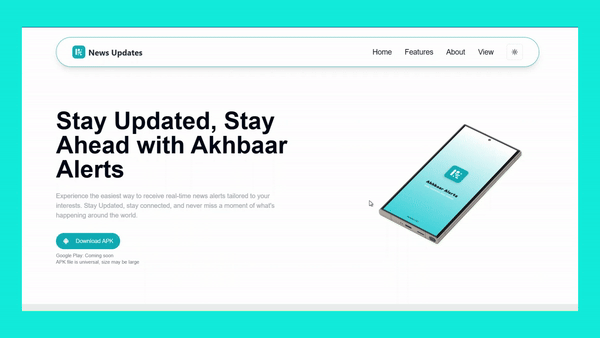 News Updates
Home Features About View
Stay Updated, Stay
Ahead with Akhbaar
Alerts
Experience the easiest way to receive real-time news alerts tailored to your
interests. Stay Updated, stay connected, and never miss a moment of what's
happening around the world.
Download APK
Google Play: Coming soon
APK file is universal, size may be large
Akhbaar Alerts